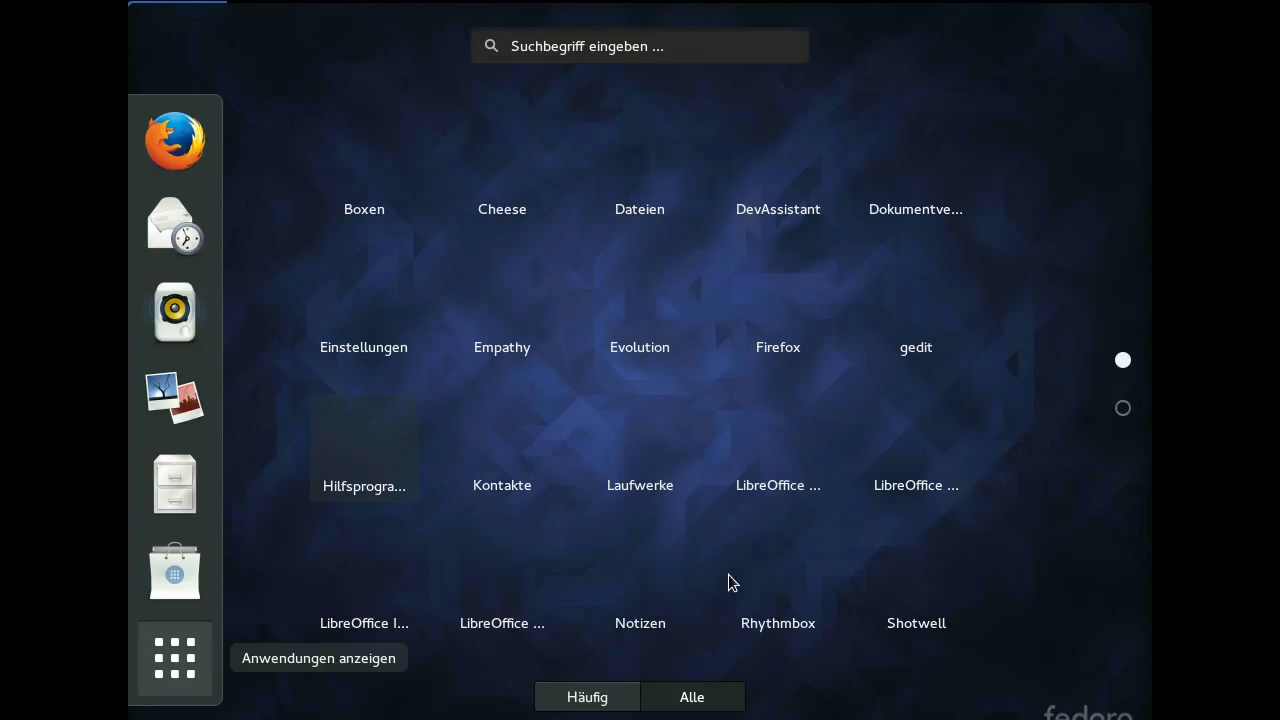 Suchbegriff eingeben ...
Boxen Cheese Dateien DevAssistant Dokumentve...
Einstellungen Empathy Evolution Firefox gedit
Hilfsprogra... Kontakte Laufwerke LibreOffice ... LibreOffice ...
LibreOffice I... LibreOffice ... Notizen Rhythmbox Shotwell
Anwendungen anzeigen
Häufig Alle
fedora